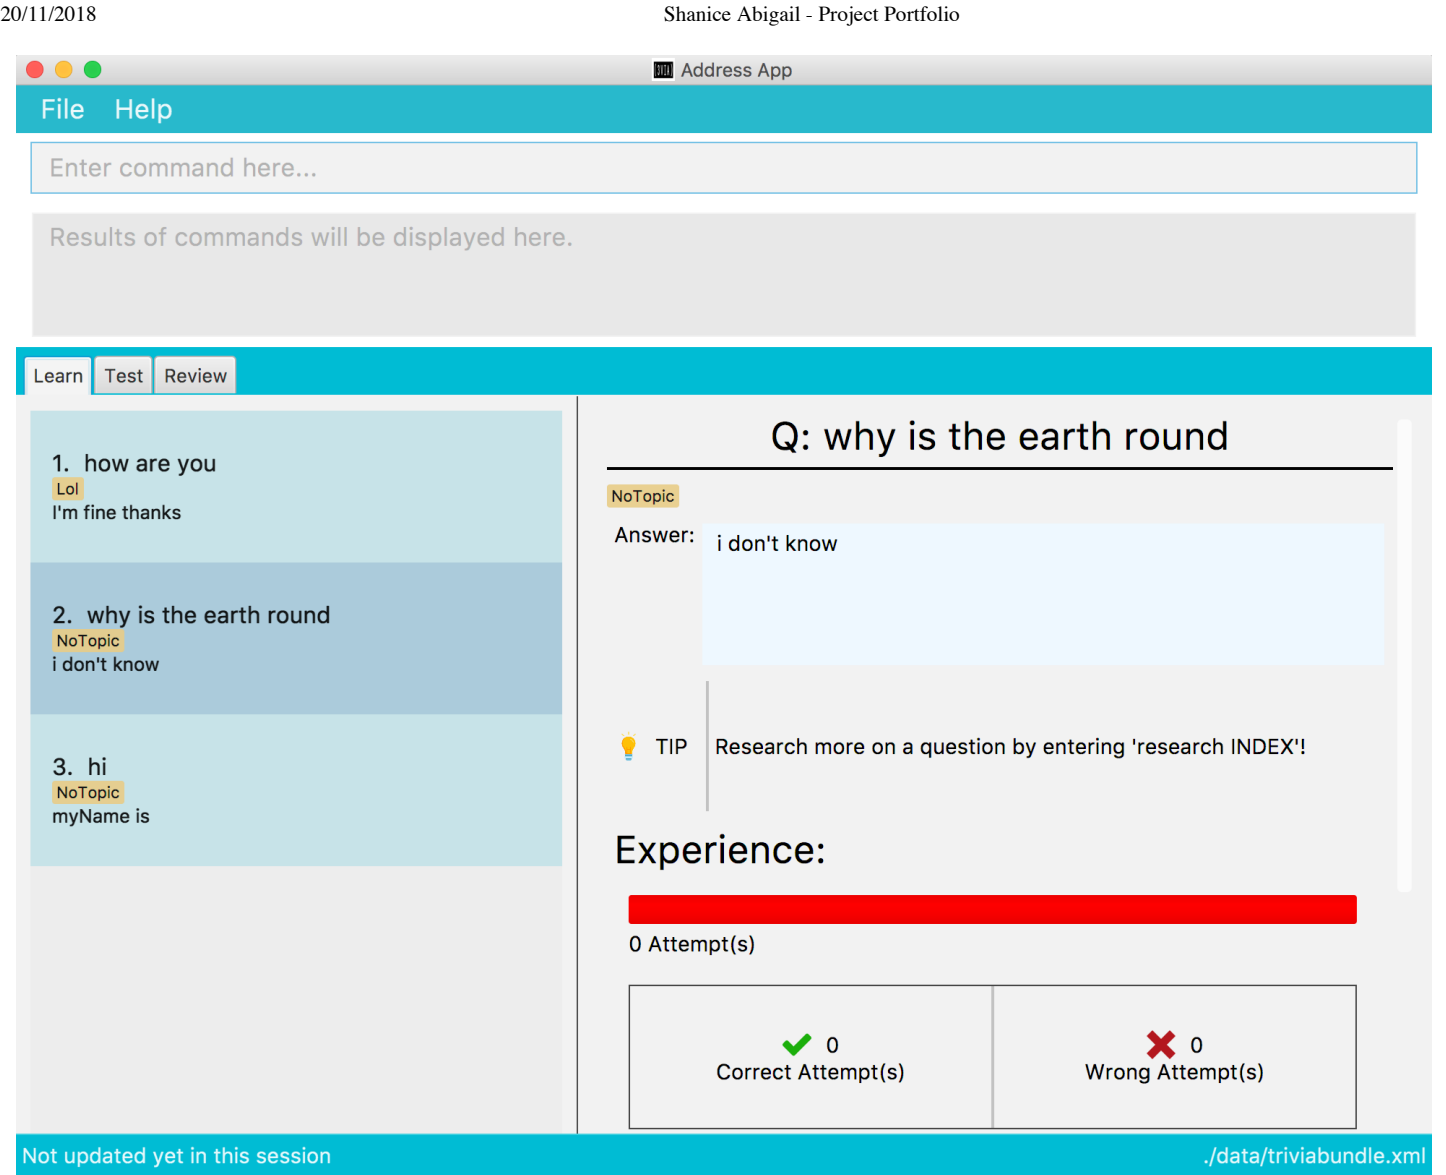 20/11/2018 Shanice Abigail - Project Portfolio
Address App
File Help
Enter command here...
Results of commands will be displayed here.
Learn Test Review
1. how are you
Lol
I'm fine thanks
2. why is the earth round
NoTopic
i don't know
3. hi
NoTopic
myName is
Q: why is the earth round
NoTopic
Answer: i don't know
TIP Research more on a question by entering 'research INDEX'!
Experience:
0 Attempt(s)
0
Correct Attempt(s)
0
Wrong Attempt(s)
Not updated yet in this session ./data/triviabundle.xml